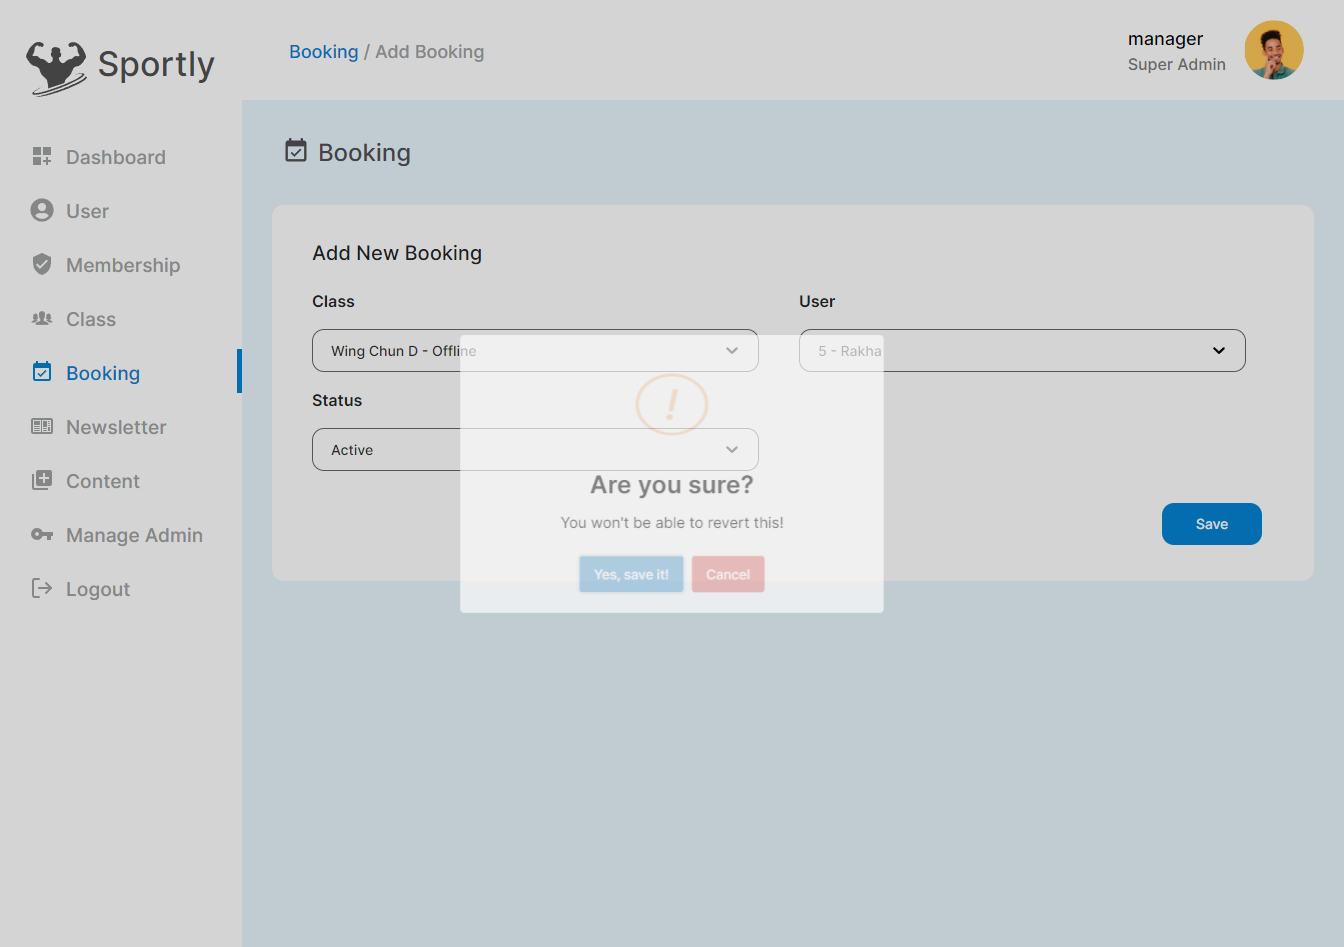 Sportly
Booking / Add Booking
manager
Super Admin
Dashboard
User
Membership
Class
Booking
Newsletter
Content
Manage Admin
Logout
Booking
Add New Booking
Class
User
Wing Chun D - Offline
5 - Rakha
Status
Active
!
Are you sure?
You won't be able to revert this!
Yes, save it!
Cancel
Save